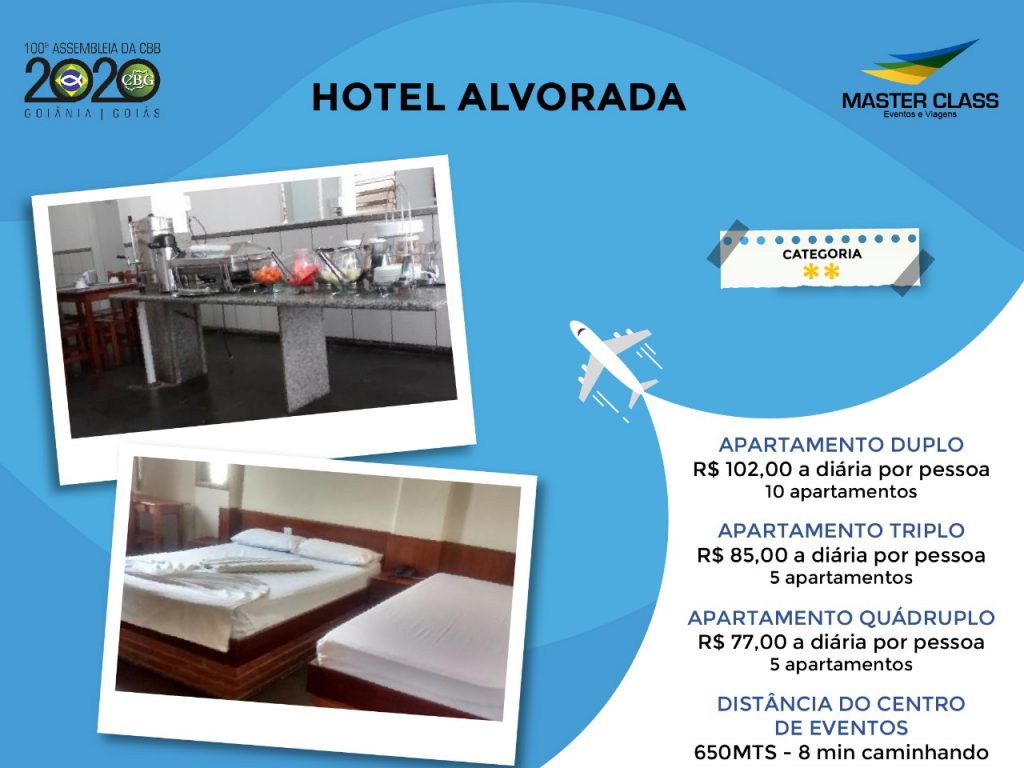 100ª ASSEMBLEIA DA CBB
2020
CBG
GOIÂNIA | GOIÁS
HOTEL ALVORADA
MASTER CLASS
Eventos e Viagens
CATEGORIA
**
APARTAMENTO DUPLO
R$ 102,00 a diária por pessoa
10 apartamentos
APARTAMENTO TRIPLO
R$ 85,00 a diária por pessoa
5 apartamentos
APARTAMENTO QUÁDRUPLO
R$ 77,00 a diária por pessoa
5 apartamentos
DISTÂNCIA DO CENTRO
DE EVENTOS
650MTS - 8 min caminhando